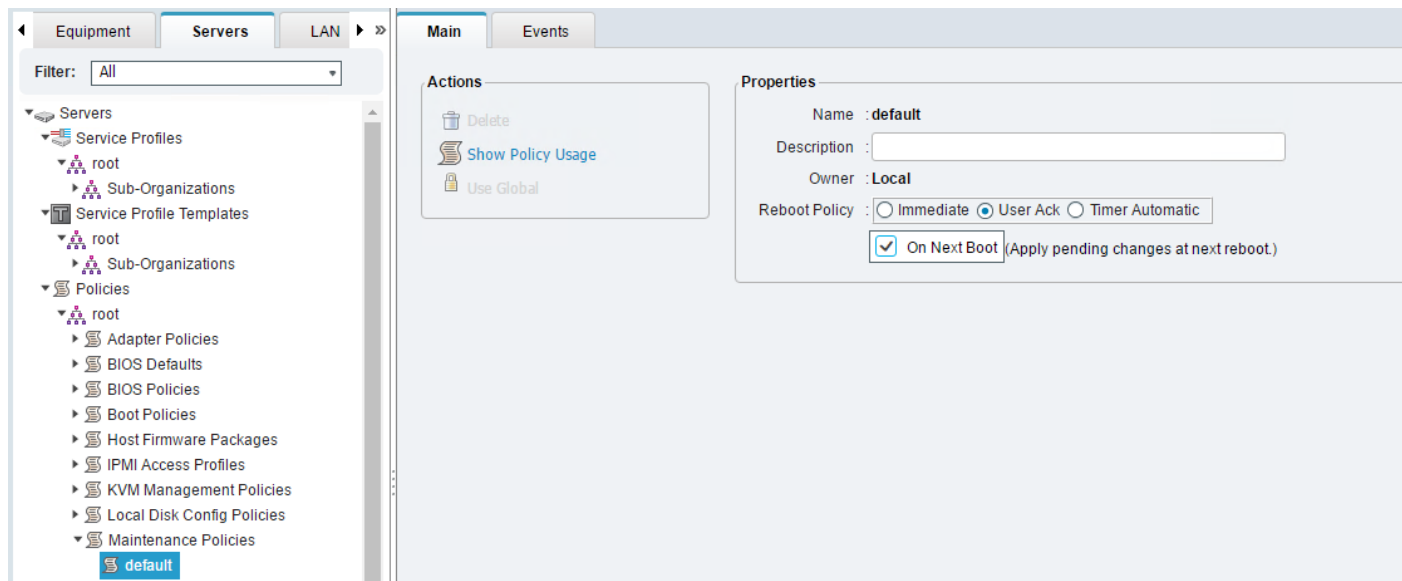 Equipment Servers LAN
Filter: All
Servers
Service Profiles
root
Sub-Organizations
Service Profile Templates
root
Sub-Organizations
Policies
root
Adapter Policies
BIOS Defaults
BIOS Policies
Boot Policies
Host Firmware Packages
IPMI Access Profiles
KVM Management Policies
Local Disk Config Policies
Maintenance Policies
default
Main Events
Actions
Delete
Show Policy Usage
Use Global
Properties
Name : default
Description :
Owner : Local
Reboot Policy : Immediate User Ack Timer Automatic
On Next Boot (Apply pending changes at next reboot.)